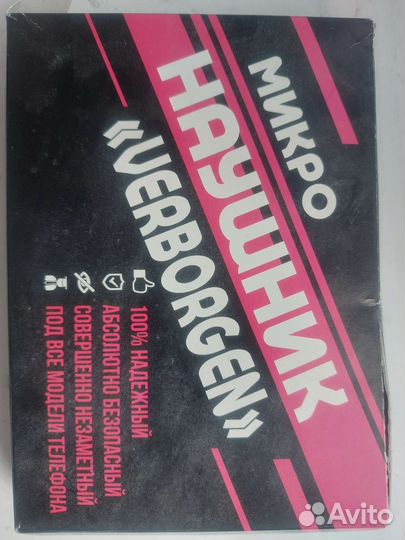 МИКРО
НАУШНИК
«VERBORGEN»
100% НАДЕЖНЫЙ
АБСОЛЮТНО БЕЗОПАСНЫЙ
СОВЕРШЕННО НЕЗАМЕТНЫЙ
ПОД ВСЕ МОДЕЛИ ТЕЛЕФОНА
Avito